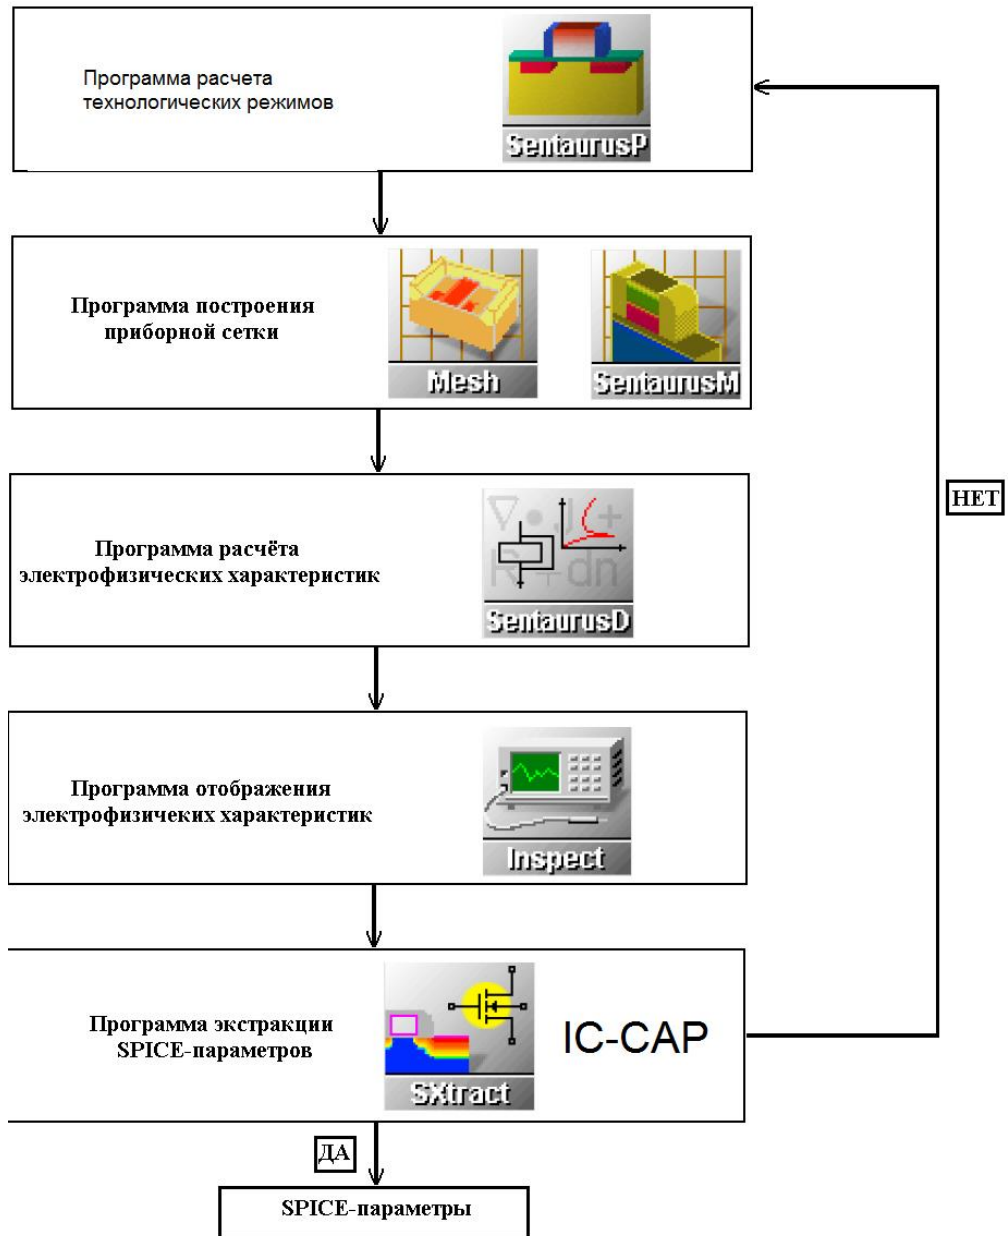 Программа расчета
технологических режимов
SentaurusP
Программа построения
приборной сетки
Mesh
SentaurusM
НЕТ
Программа расчёта
электрофизических характеристик
∇ • J +
R + dn
SentaurusD
Программа отображения
электрофизичеких характеристик
Inspect
Программа экстракции
SPICE-параметров
SXtract
IC-CAP
ДА
SPICE-параметры